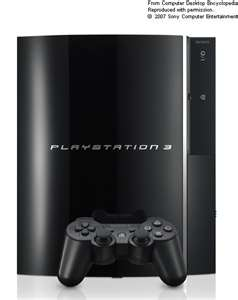 From Computer Desktop Encyclopedia
Reproduced with permission.
© 2007 Sony Computer Entertainment
PLAYSTATION 3